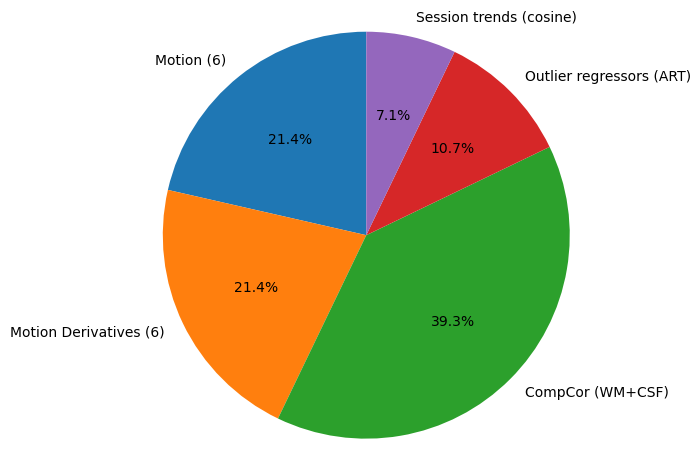 Session trends (cosine)
Motion (6)
Outlier regressors (ART)
7.1%
21.4%
10.7%
21.4%
39.3%
Motion Derivatives (6)
CompCor (WM+CSF)